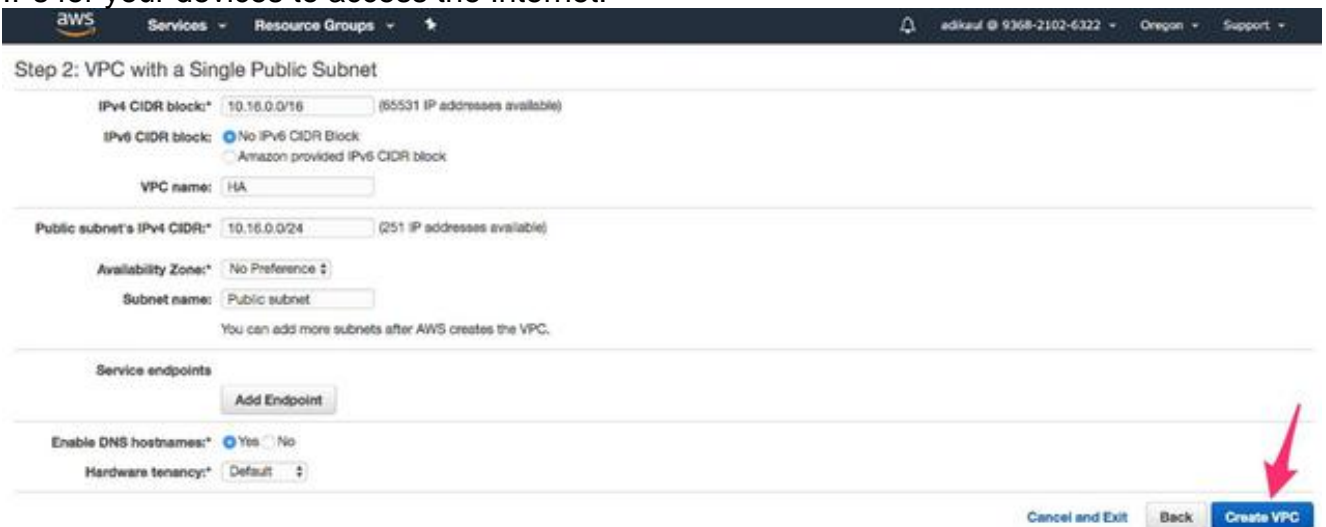 IPs for your devices to access the Internet.
aws Services Resource Groups adikaul @ 9368-2102-6322 Oregon Support
Step 2: VPC with a Single Public Subnet
IPv4 CIDR block:* 10.16.0.0/16 (65531 IP addresses available)
IPv6 CIDR block: No IPv6 CIDR Block
Amazon provided IPv6 CIDR block
VPC name: HA
Public subnet's IPv4 CIDR:* 10.16.0.0/24 (251 IP addresses available)
Availability Zone:* No Preference
Subnet name: Public subnet
You can add more subnets after AWS creates the VPC.
Service endpoints
Add Endpoint
Enable DNS hostnames:* Yes No
Hardware tenancy:* Default
Cancel and Exit Back Create VPC